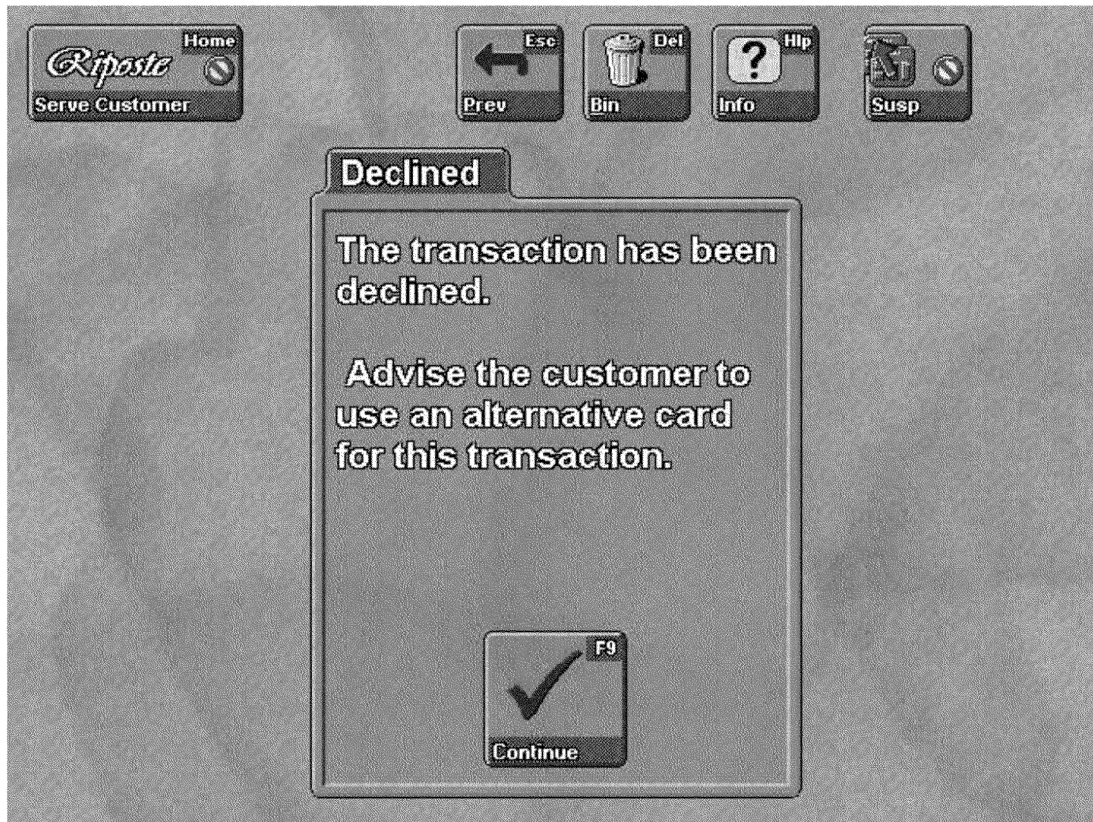 Riposte Home
Serve Customer
Esc
Prev
Del
Bin
Hlp
Info
Susp
Declined
The transaction has been
declined.
Advise the customer to
use an alternative card
for this transaction.
F9
Continue